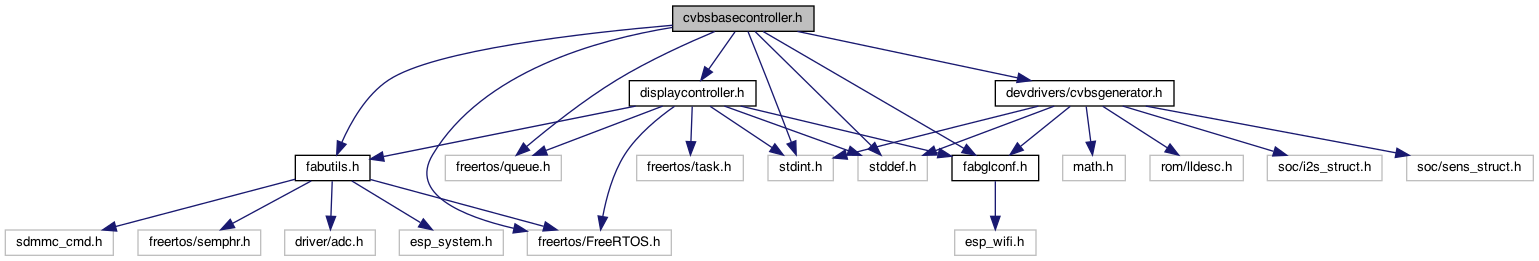 cvbsbasecontroller.h
displaycontroller.h
devdrivers/cvbsgenerator.h
fabutils.h
freertos/queue.h
freertos/task.h
stdint.h
stddef.h
fabglconf.h
math.h
rom/lldesc.h
soc/i2s_struct.h
soc/sens_struct.h
sdmmc_cmd.h
freertos/semphr.h
driver/adc.h
esp_system.h
freertos/FreeRTOS.h
esp_wifi.h